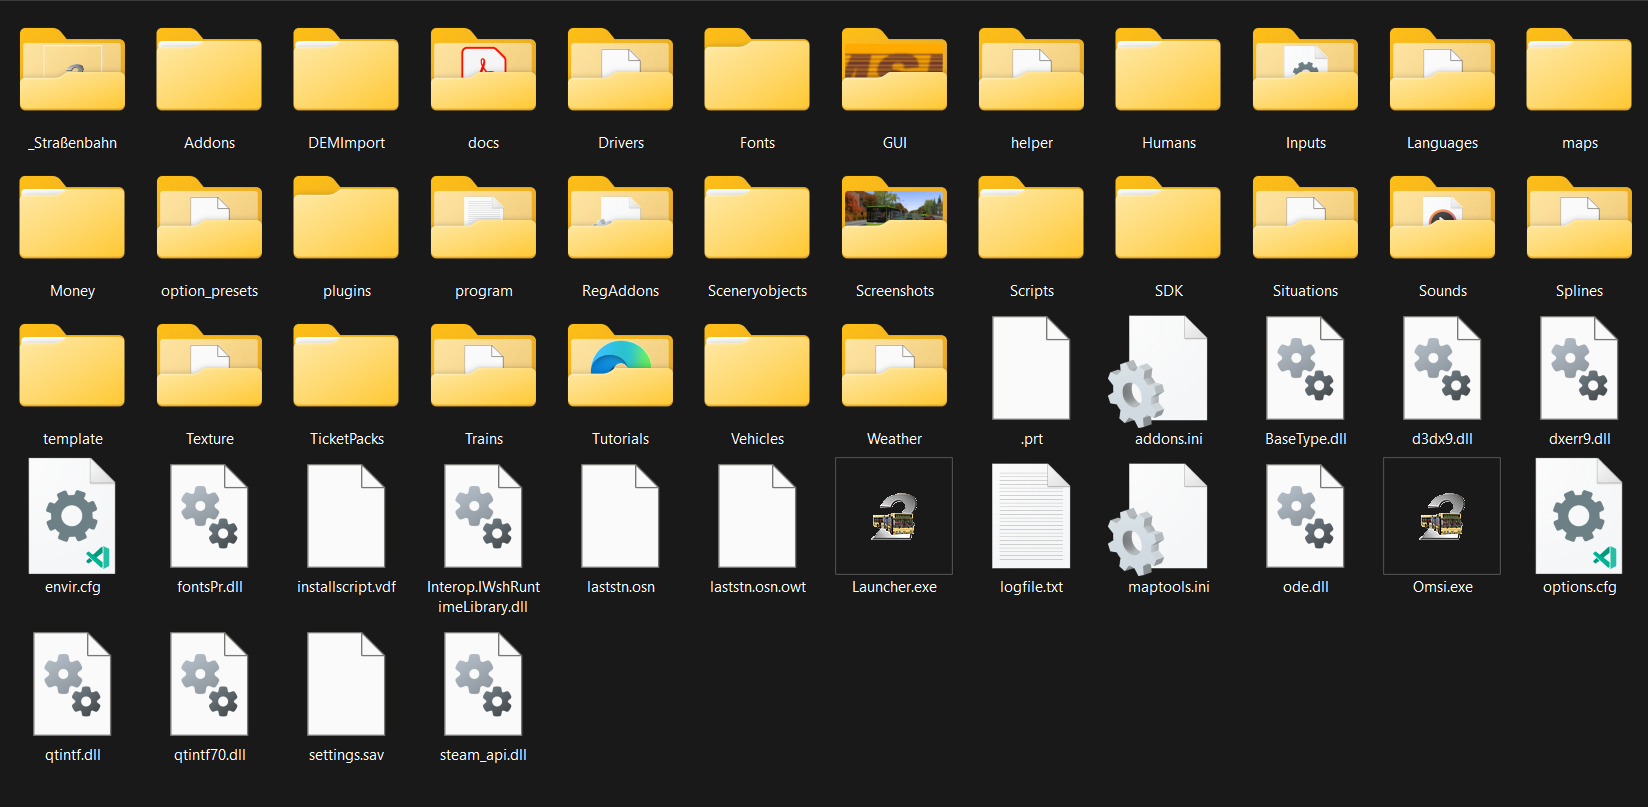 _Straßenbahn
Addons
DEMImport
docs
Drivers
Fonts
GUI
helper
Humans
Inputs
Languages
maps
Money
option_presets
plugins
program
RegAddons
Sceneryobjects
Screenshots
Scripts
SDK
Situations
Sounds
Splines
template
Texture
TicketPacks
Trains
Tutorials
Vehicles
Weather
.prt
addons.ini
BaseType.dll
d3dx9.dll
dxerr9.dll
envir.cfg
fontsPr.dll
installscript.vdf
Interop.IWshRunt
imeLibrary.dll
laststn.osn
laststn.osn.owt
Launcher.exe
logfile.txt
maptools.ini
ode.dll
Omsi.exe
options.cfg
qtintf.dll
qtintf70.dll
settings.sav
steam_api.dll